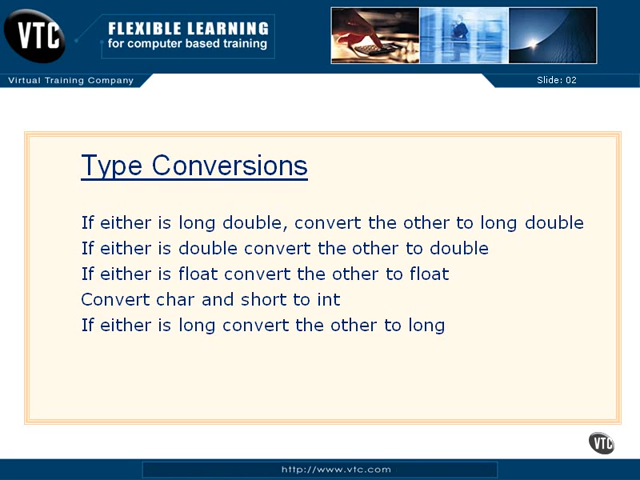 VTC
FLEXIBLE LEARNING
for computer based training
Virtual Training Company
Slide: 02
Type Conversions
If either is long double, convert the other to long double
If either is double convert the other to double
If either is float convert the other to float
Convert char and short to int
If either is long convert the other to long
VTC
http://www.vtc.com